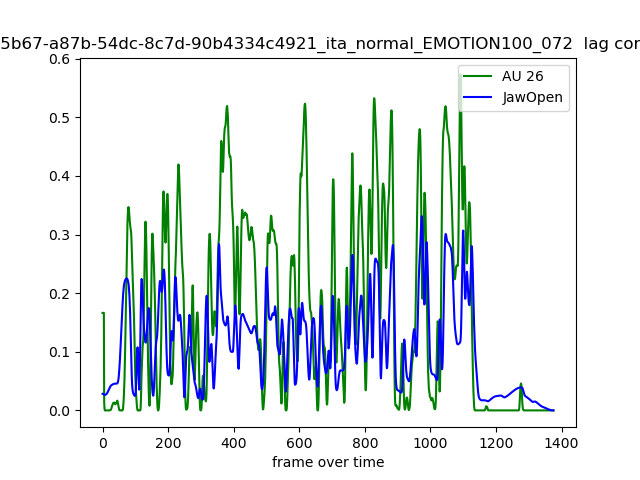 5b67-a87b-54dc-8c7d-90b4334c4921_ita_normal_EMOTION100_072 lag cor
AU 26
JawOpen
0.6
0.5
0.4
0.3
0.2
0.1
0.0
0 200 400 600 800 1000 1200 1400
frame over time